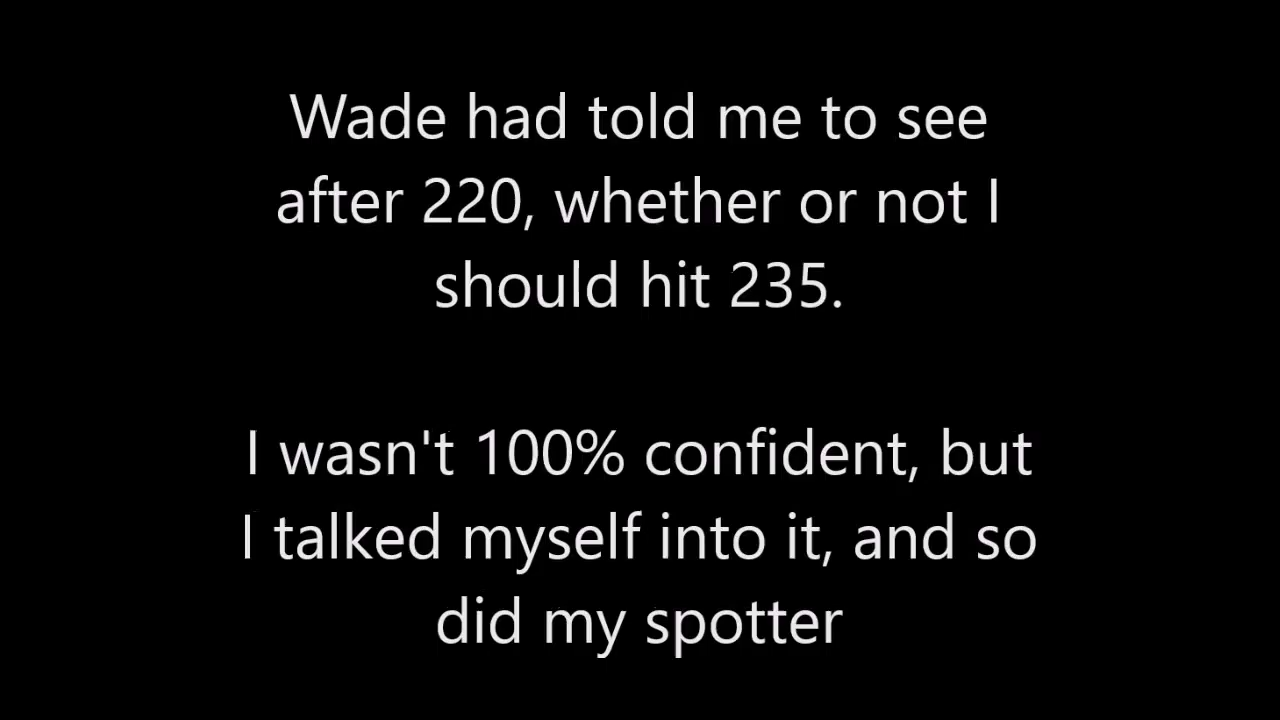 Wade had told me to see
after 220, whether or not I
should hit 235.
I wasn't 100% confident, but
I talked myself into it, and so
did my spotter